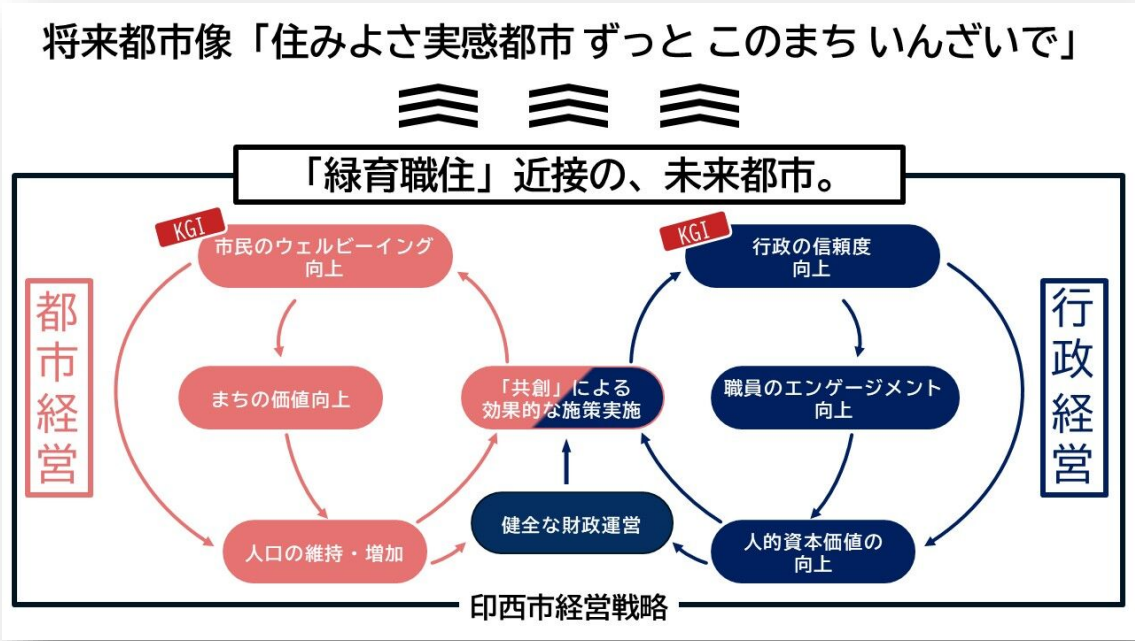 将来都市像「住みよさ実感都市 ずっと このまち いんざいで」
「緑育職住」近接の、未来都市。
KGI
市民のウェルビーイング
向上
KGI
行政の信頼度
向上
都市経営
行政経営
まちの価値向上
「共創」による
効果的な施策実施
職員のエンゲージメント
向上
人口の維持・増加
健全な財政運営
人的資本価値の
向上
印西市経営戦略